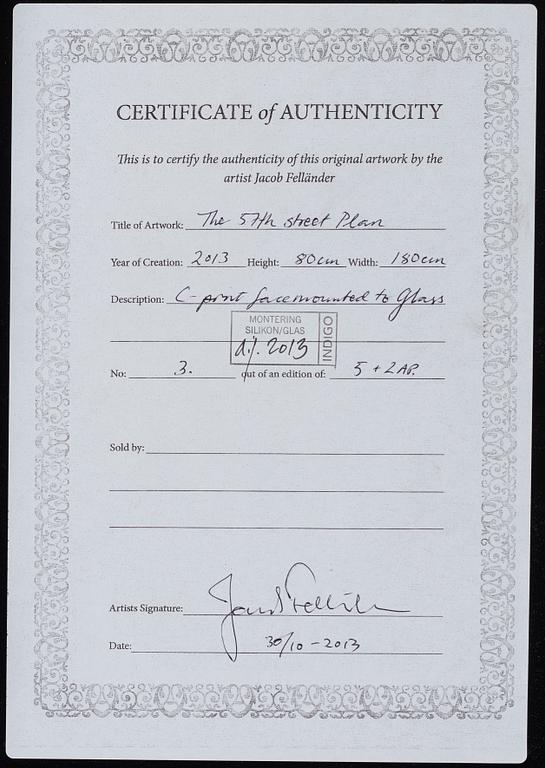 CERTIFICATE of AUTHENTICITY
This is to certify the authenticity of this original artwork by the
artist Jacob Felländer
Title of Artwork: The 57th street Plan
Year of Creation: 2013 Height: 80cm Width: 180cm
Description: C-print facemounted to Glass
MONTERING
SILIKON/GLAS
2013
INDIGO
No: 3. out of an edition of: 5 + 2 AP.
Sold by:
Artists Signature:
Date: 30/10-2013